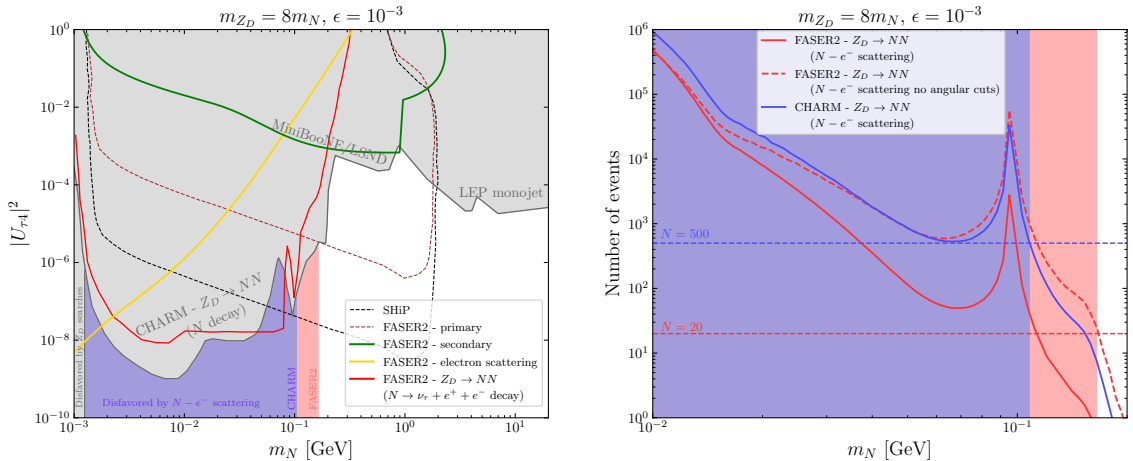 m_{Z_D} = 8m_N, ϵ = 10^{-3}
10^0
10^{-2}
10^{-4}
10^{-6}
10^{-8}
10^{-10}
|U_{τ4}|^2
MiniBooNE/LSND
LEP monojet
CHARM - Z_D → NN
(N decay)
Disfavored by Z_D searches
Disfavored by N − e^− scattering
CHARM
FASER2
SHiP
FASER2 - primary
FASER2 - secondary
FASER2 - electron scattering
FASER2 - Z_D → NN
(N → ν_τ + e^+ + e^− decay)
10^{-3}
10^{-2}
10^{-1}
10^0
10^1
m_N [GeV]
m_{Z_D} = 8m_N, ϵ = 10^{-3}
FASER2 - Z_D → NN
(N − e^− scattering)
FASER2 - Z_D → NN
(N − e^− scattering no angular cuts)
CHARM - Z_D → NN
(N − e^− scattering)
10^6
10^5
10^4
10^3
10^2
10^1
10^0
Number of events
N = 500
N = 20
10^{-2}
10^{-1}
m_N [GeV]